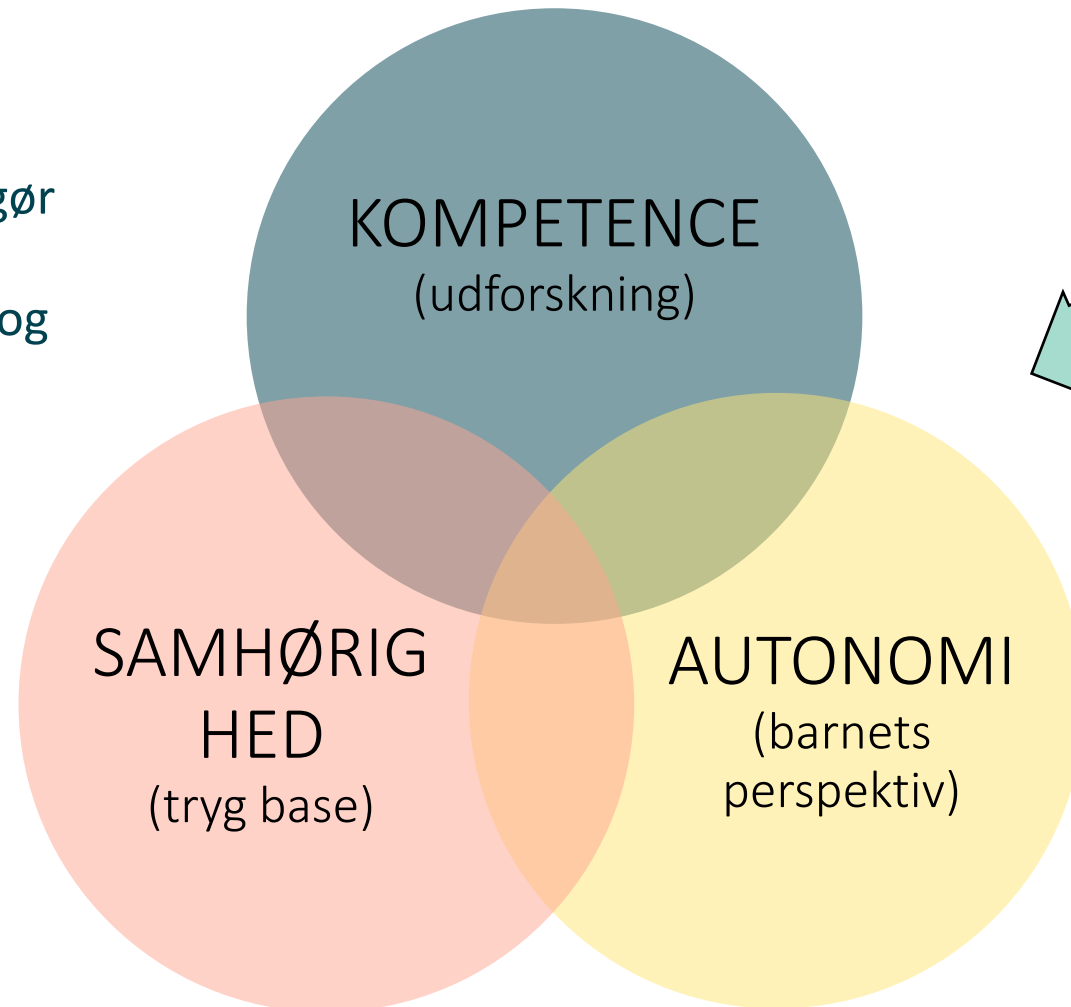 gør
og
KOMPETENCE
(udforskning)
SAMHØRIG
HED
(tryg base)
AUTONOMI
(barnets
perspektiv)